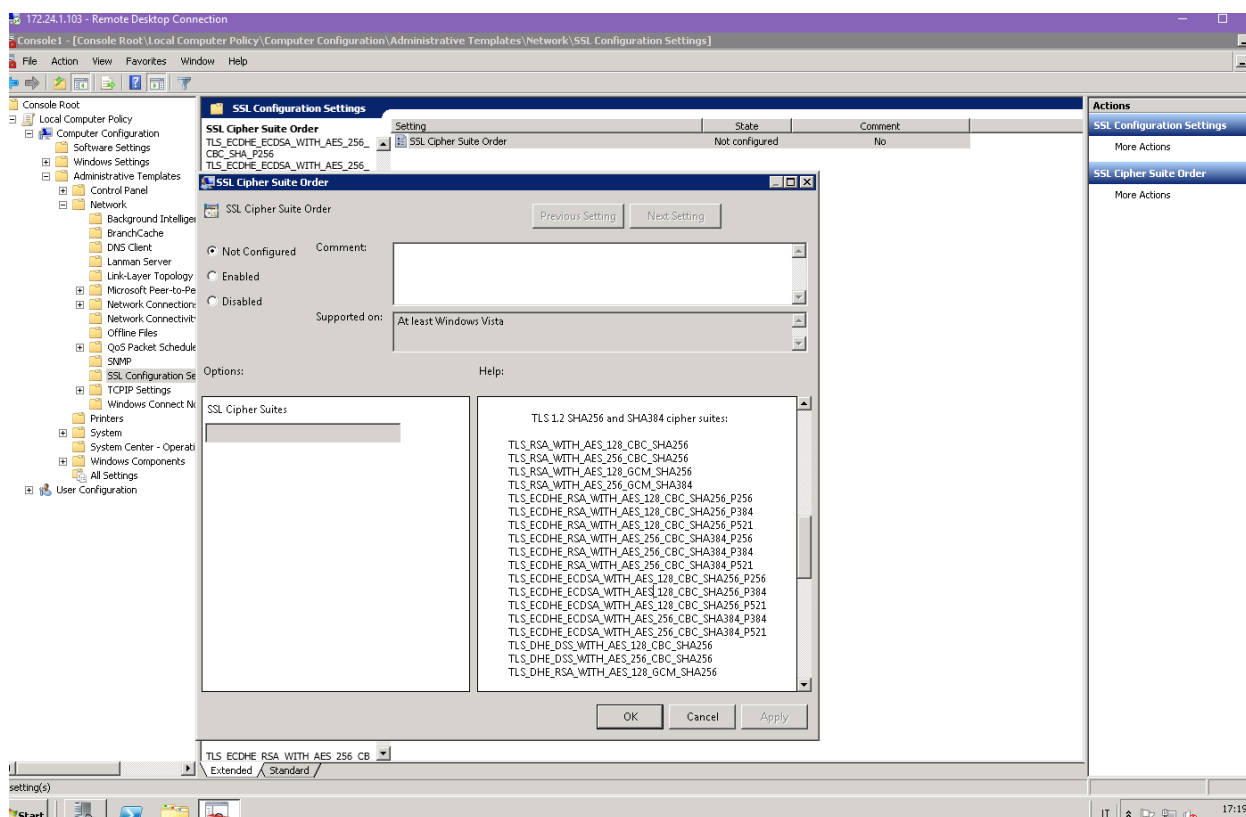 172.24.1.103 - Remote Desktop Connection
Console1 - [Console Root\Local Computer Policy\Computer Configuration\Administrative Templates\Network\SSL Configuration Settings]
File Action View Favorites Window Help
Console Root
Local Computer Policy
Computer Configuration
Software Settings
Windows Settings
Administrative Templates
Control Panel
Network
Background Intelliger
BranchCache
DNS Client
Lanman Server
Link-Layer Topology
Microsoft Peer-to-Pe
Network Connections
Network Connectivit
Offline Files
QoS Packet Schedule
SNMP
SSL Configuration Se
TCPIP Settings
Windows Connect No
Printers
System
System Center - Operati
Windows Components
All Settings
User Configuration
SSL Configuration Settings
SSL Cipher Suite Order
TLS_ECDHE_ECDSA_WITH_AES_256_
CBC_SHA_P256
TLS_ECDHE_ECDSA_WITH_AES_256_
Setting State Comment
SSL Cipher Suite Order Not configured No
SSL Cipher Suite Order
SSL Cipher Suite Order
Previous Setting Next Setting
Not Configured
Enabled
Disabled
Comment:
Supported on: At least Windows Vista
Options:
Help:
SSL Cipher Suites
TLS 1.2 SHA256 and SHA384 cipher suites:
TLS_RSA_WITH_AES_128_CBC_SHA256
TLS_RSA_WITH_AES_256_CBC_SHA256
TLS_RSA_WITH_AES_128_GCM_SHA256
TLS_RSA_WITH_AES_256_GCM_SHA384
TLS_ECDHE_RSA_WITH_AES_128_CBC_SHA256_P256
TLS_ECDHE_RSA_WITH_AES_128_CBC_SHA256_P384
TLS_ECDHE_RSA_WITH_AES_128_CBC_SHA256_P521
TLS_ECDHE_RSA_WITH_AES_256_CBC_SHA384_P256
TLS_ECDHE_RSA_WITH_AES_256_CBC_SHA384_P384
TLS_ECDHE_RSA_WITH_AES_256_CBC_SHA384_P521
TLS_ECDHE_ECDSA_WITH_AES_128_CBC_SHA256_P256
TLS_ECDHE_ECDSA_WITH_AES_128_CBC_SHA256_P384
TLS_ECDHE_ECDSA_WITH_AES_128_CBC_SHA256_P521
TLS_ECDHE_ECDSA_WITH_AES_256_CBC_SHA384_P384
TLS_ECDHE_ECDSA_WITH_AES_256_CBC_SHA384_P521
TLS_DHE_DSS_WITH_AES_128_CBC_SHA256
TLS_DHE_DSS_WITH_AES_256_CBC_SHA256
TLS_DHE_RSA_WITH_AES_128_GCM_SHA256
OK Cancel Apply
TLS_ECDHE_RSA_WITH_AES_256_CB
Extended Standard
Actions
SSL Configuration Settings
More Actions
SSL Cipher Suite Order
More Actions
setting(s)
Start
IT
17:19